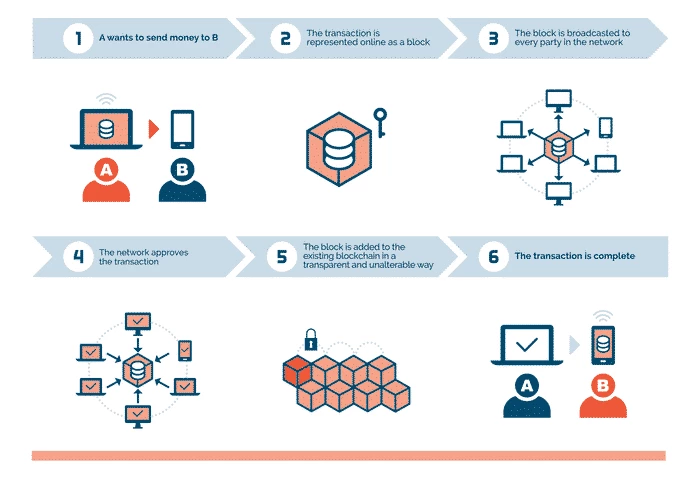 1
A wants to send money to B
2
The transaction is
represented online as a block
3
The block is broadcasted to
every party in the network
A
B
4
The network approves
the transaction
5
The block is added to the
existing blockchain in a
transparent and unalterable way
6
The transaction is complete
A
B